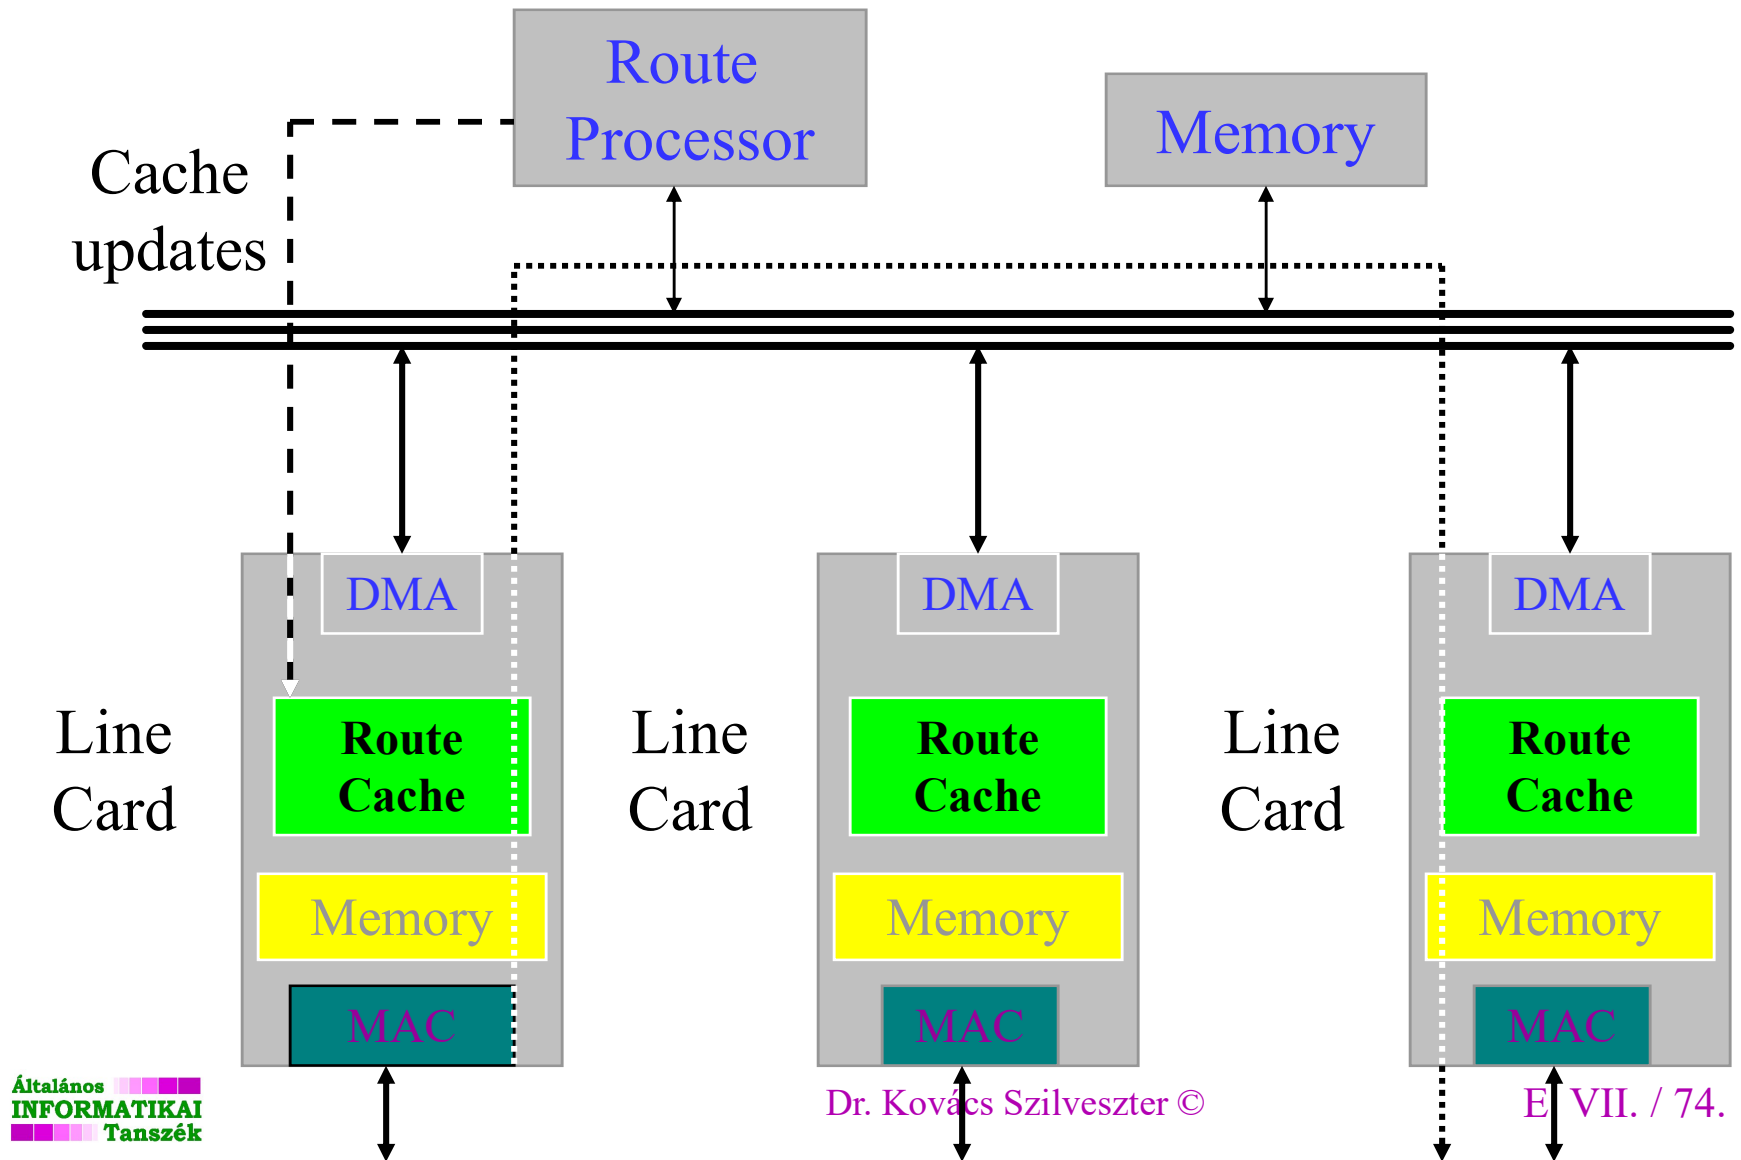 Route
Processor
Memory
Cache
updates
DMA
DMA
DMA
Line
Card
Route
Cache
Line
Card
Route
Cache
Line
Card
Route
Cache
Memory
Memory
Memory
MAC
MAC
MAC
Általános
INFORMATIKAI
Tanszék
Dr. Kovács Szilveszter ©
E. VII. / 74.